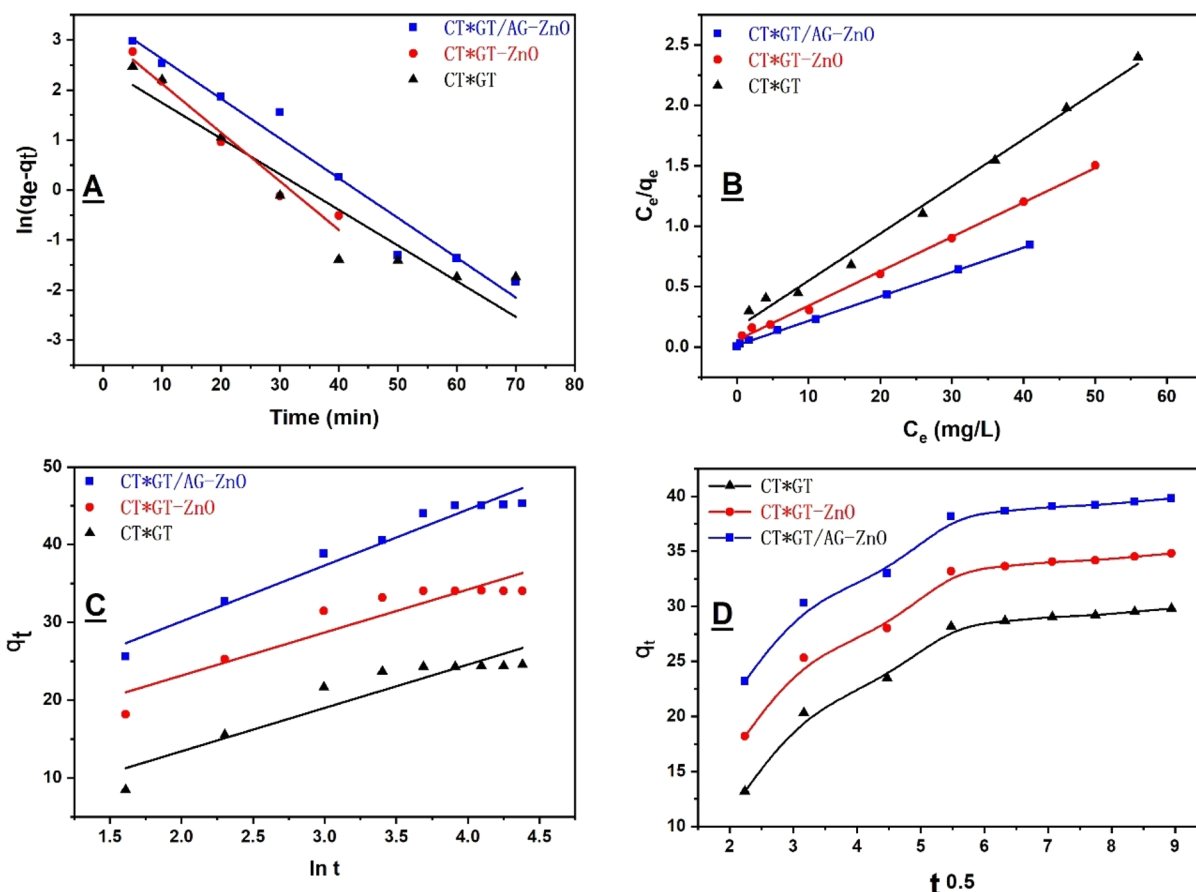 3
2
1
0
-1
-2
-3
ln(qe-qt)
A
CT*GT/AG-ZnO
CT*GT-ZnO
CT*GT
0 10 20 30 40 50 60 70 80
Time (min)
2.5
2.0
1.5
1.0
0.5
0.0
Ce/qe
B
CT*GT/AG-ZnO
CT*GT-ZnO
CT*GT
0 10 20 30 40 50 60
Ce (mg/L)
50
40
30
20
10
qt
C
CT*GT/AG-ZnO
CT*GT-ZnO
CT*GT
1.5 2.0 2.5 3.0 3.5 4.0 4.5
ln t
40
35
30
25
20
15
10
qt
D
CT*GT
CT*GT-ZnO
CT*GT/AG-ZnO
2 3 4 5 6 7 8 9
t 0.5